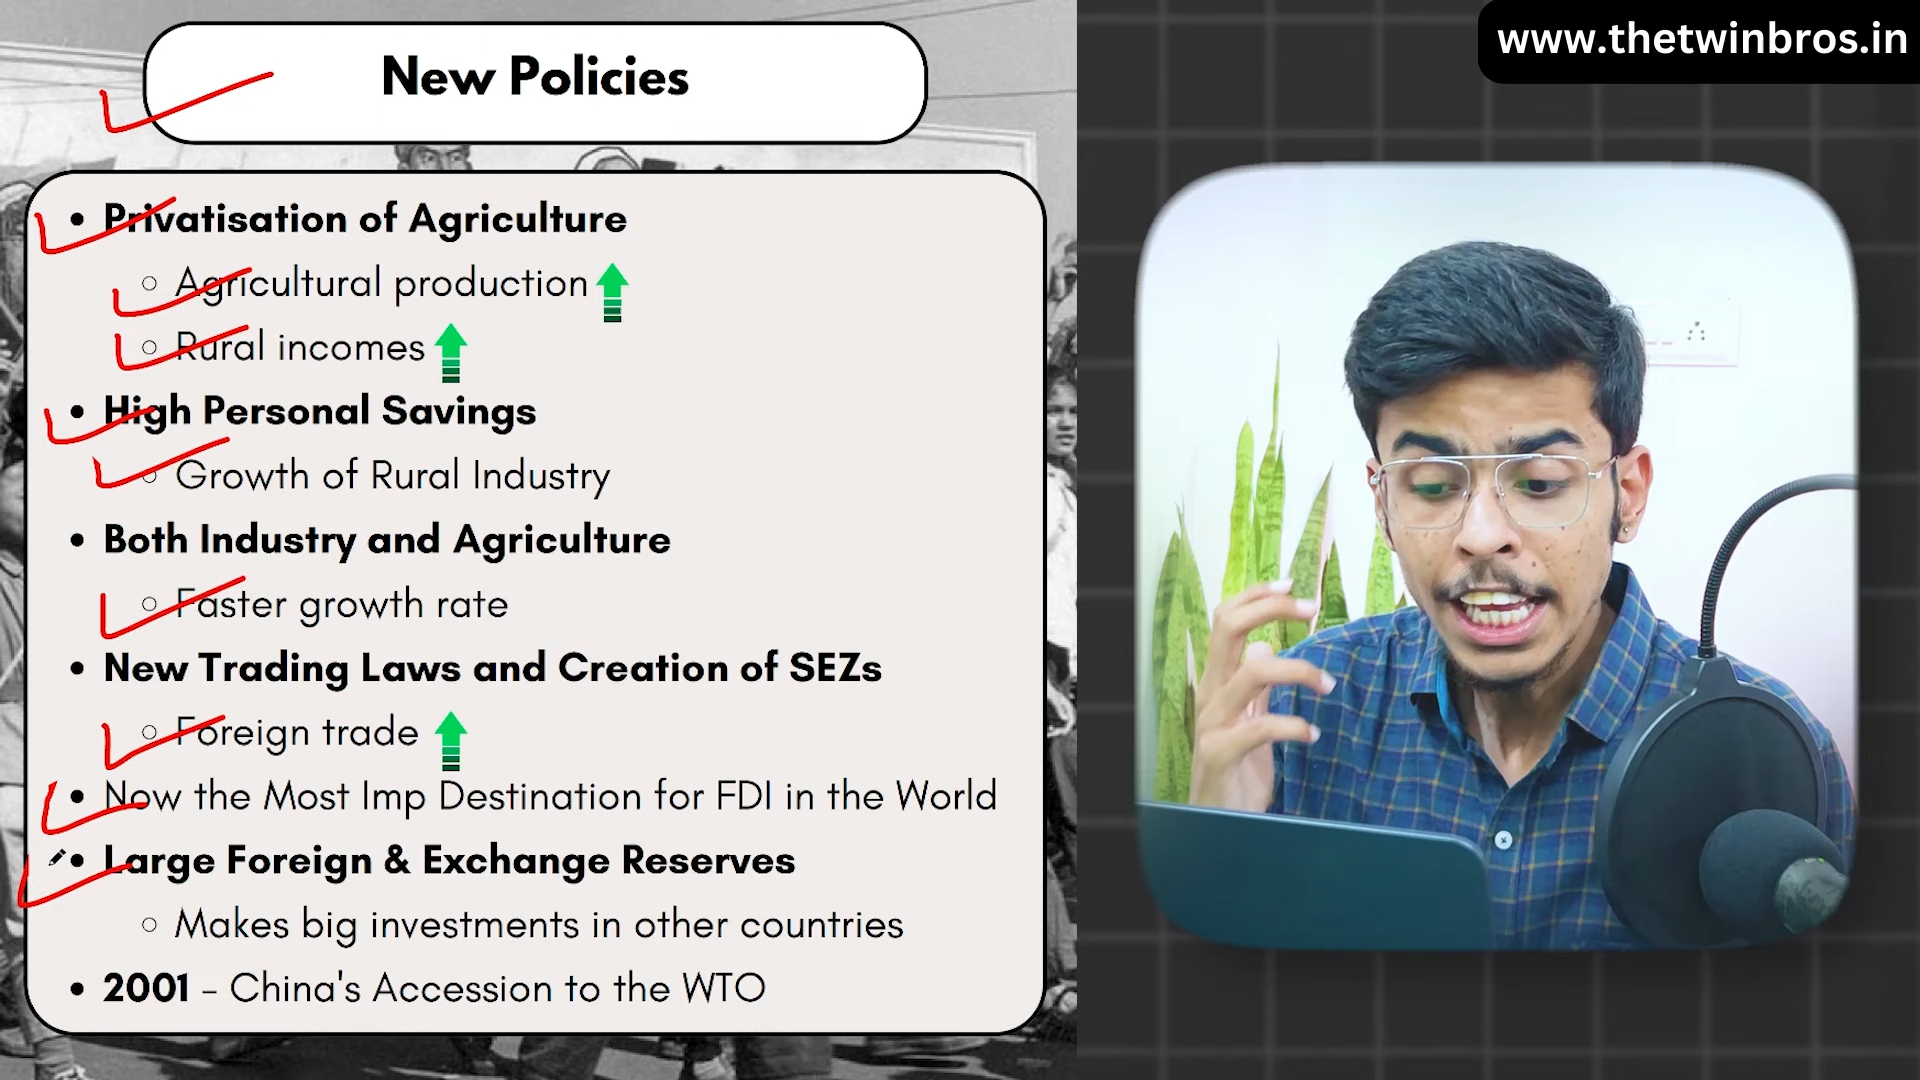 www.thetwinbros.in
New Policies
• Privatisation of Agriculture
○ Agricultural production
○ Rural incomes
• High Personal Savings
○ Growth of Rural Industry
• Both Industry and Agriculture
○ Faster growth rate
• New Trading Laws and Creation of SEZs
○ Foreign trade
• Now the Most Imp Destination for FDI in the World
• Large Foreign & Exchange Reserves
○ Makes big investments in other countries
• 2001 - China's Accession to the WTO